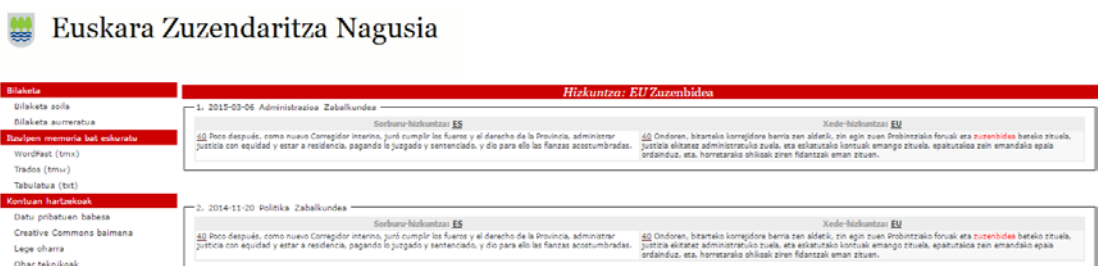 Euskara Zuzendaritza Nagusia
Bilaketa
Bilaketa soila
Bilaketa aurreratua
Itzulpen memoria bat eskuratu
WordFast (tmx)
Trados (tmw)
Tabulatua (txt)
Kontuan hartzekoak
Datu pribatuen babesa
Creative Commons baimena
Lege oharra
Ohar teknikoak
Hizkuntza: EU Zuzenbidea
1. 2015-03-06 Administrazioa Zabalkundea
Sorburu-hizkuntza: ES
40 Poco después, como nuevo Corregidor interino, juró cumplir los fueros y el derecho de la Provincia, administrar
justicia con equidad y estar a residencia, pagando lo juzgado y sentenciado, y dio para ello las fianzas acostumbradas.
Xede-hizkuntza: EU
40 Ondoren, bitarteko korrejidore berria zen aldetik, zin egin zuen Probintziako foruak eta zuzenbidea beteko zituela,
justizia ekitatez administratuko zuela, eta eskatutako kontuak emango zituela, epaitutakoa zein emandako epaia
ordainduz, eta, horretarako ohikoak ziren fidantzak eman zituen.
2. 2014-11-20 Politika Zabalkundea
Sorburu-hizkuntza: ES
40 Poco después, como nuevo Corregidor interino, juró cumplir los fueros y el derecho de la Provincia, administrar
justicia con equidad y estar a residencia, pagando lo juzgado y sentenciado, y dio para ello las fianzas acostumbradas.
Xede-hizkuntza: EU
40 Ondoren, bitarteko korrejidore berria zen aldetik, zin egin zuen Probintziako foruak eta zuzenbidea beteko zituela,
justizia ekitatez administratuko zuela, eta eskatutako kontuak emango zituela, epaitutakoa zein emandako epaia
ordainduz, eta, horretarako ohikoak ziren fidantzak eman zituen.